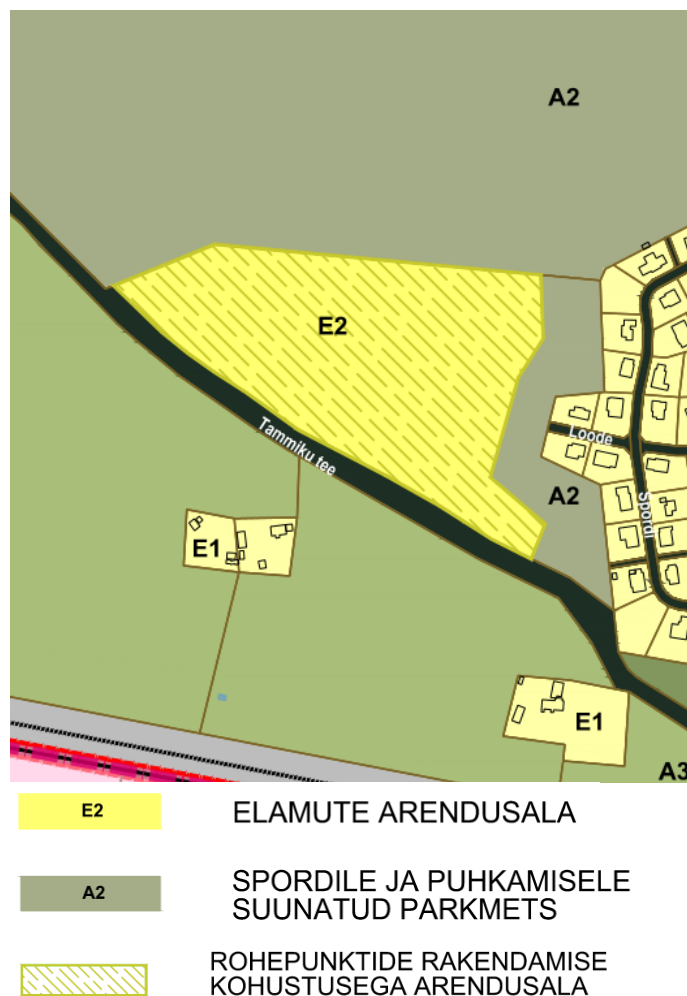 A2
E2
Tammiku tee
Loode
A2
Spordi
E1
E1
A3
E2 ELAMUTE ARENDUSALA
A2 SPORDILE JA PUHKAMISELE
SUUNATUD PARKMETS
ROHEPUNKTIDE RAKENDAMISE
KOHUSTUSEGA ARENDUSALA